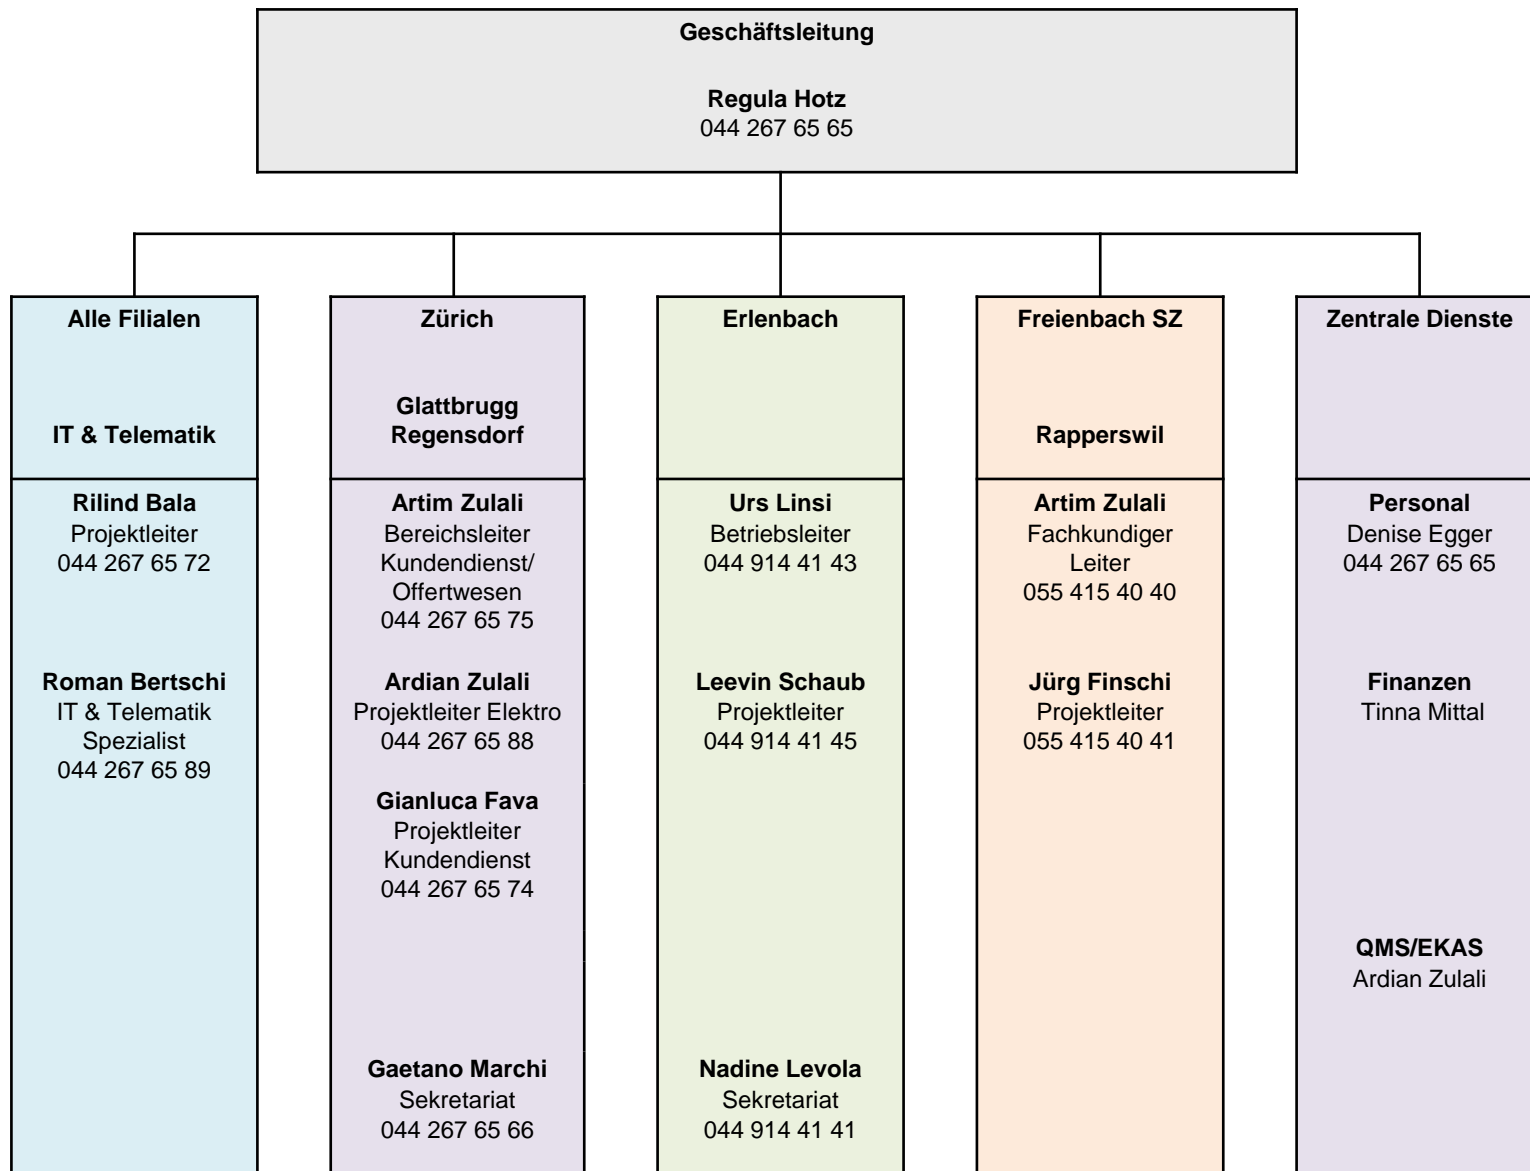 Geschäftsleitung
Regula Hotz
044 267 65 65
Alle Filialen
IT & Telematik
Rilind Bala
Projektleiter
044 267 65 72
Roman Bertschi
IT & Telematik
Spezialist
044 267 65 89
Zürich
Glattbrugg
Regensdorf
Artim Zulali
Bereichsleiter
Kundendienst/
Offertwesen
044 267 65 75
Ardian Zulali
Projektleiter Elektro
044 267 65 88
Gianluca Fava
Projektleiter
Kundendienst
044 267 65 74
Gaetano Marchi
Sekretariat
044 267 65 66
Erlenbach
Urs Linsi
Betriebsleiter
044 914 41 43
Leevin Schaub
Projektleiter
044 914 41 45
Nadine Levola
Sekretariat
044 914 41 41
Freienbach SZ
Rapperswil
Artim Zulali
Fachkundiger
Leiter
055 415 40 40
Jürg Finschi
Projektleiter
055 415 40 41
Zentrale Dienste
Personal
Denise Egger
044 267 65 65
Finanzen
Tinna Mittal
QMS/EKAS
Ardian Zulali